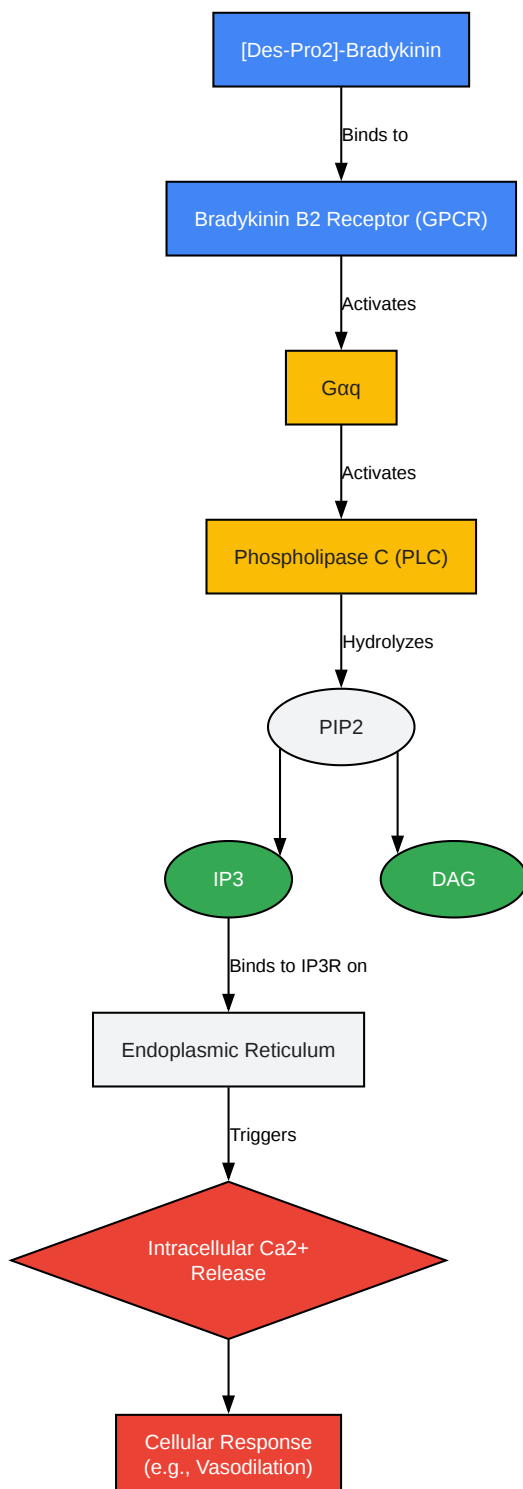 [Des-Pro2]-Bradykinin
Binds to
Bradykinin B2 Receptor (GPCR)
Activates
Gαq
Activates
Phospholipase C (PLC)
Hydrolyzes
PIP2
IP3
DAG
Binds to IP3R on
Endoplasmic Reticulum
Triggers
Intracellular Ca2+
Release
Cellular Response
(e.g., Vasodilation)